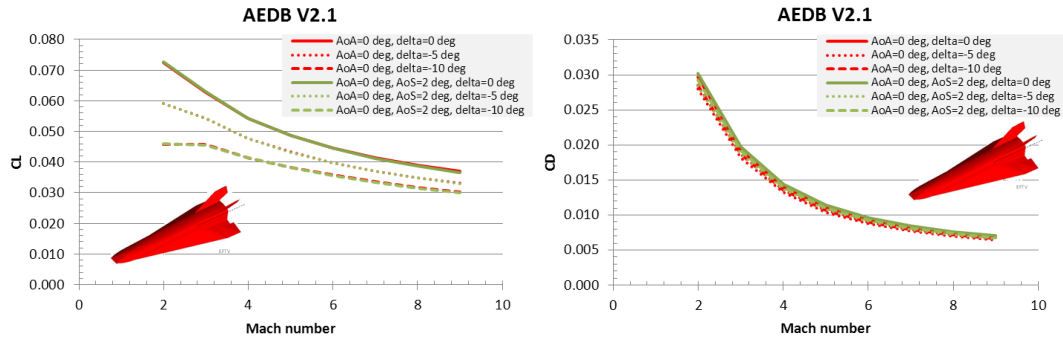 AEDB V2.1
0.080
0.070
0.060
0.050
0.040
0.030
0.020
0.010
0.000
CL
AoA=0 deg, delta=0 deg
AoA=0 deg, delta=-5 deg
AoA=0 deg, delta=-10 deg
AoA=0 deg, AoS=2 deg, delta=0 deg
AoA=0 deg, AoS=2 deg, delta=-5 deg
AoA=0 deg, AoS=2 deg, delta=-10 deg
EFTV
0 2 4 6 8 10
Mach number
AEDB V2.1
0.035
0.030
0.025
0.020
0.015
0.010
0.005
0.000
CD
AoA=0 deg, delta=0 deg
AoA=0 deg, delta=-5 deg
AoA=0 deg, delta=-10 deg
AoA=0 deg, AoS=2 deg, delta=0 deg
AoA=0 deg, AoS=2 deg, delta=-5 deg
AoA=0 deg, AoS=2 deg, delta=-10 deg
EFTV
0 2 4 6 8 10
Mach number